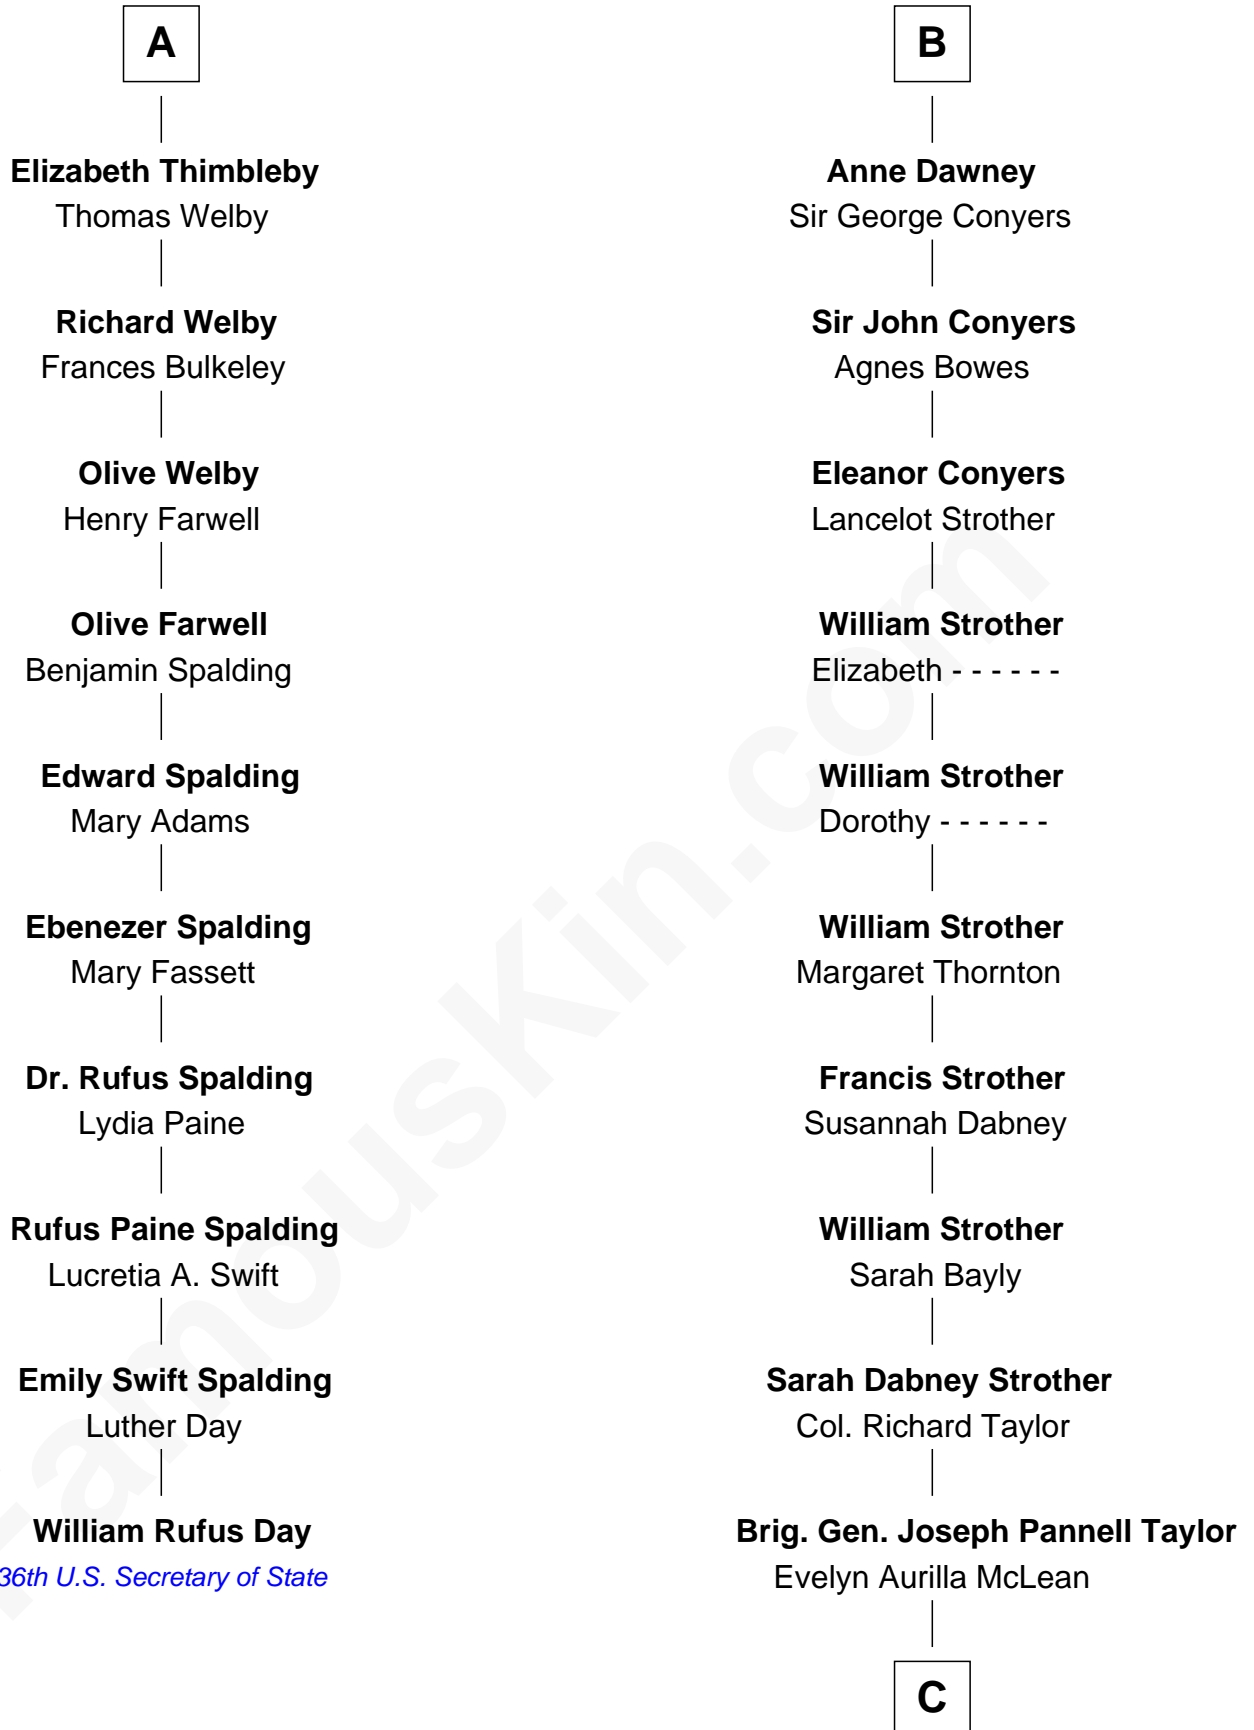 A
Elizabeth Thimbleby
Thomas Welby
Richard Welby
Frances Bulkeley
Olive Welby
Henry Farwell
Olive Farwell
Benjamin Spalding
Edward Spalding
Mary Adams
Ebenezer Spalding
Mary Fassett
Dr. Rufus Spalding
Lydia Paine
Rufus Paine Spalding
Lucretia A. Swift
Emily Swift Spalding
Luther Day
William Rufus Day
36th U.S. Secretary of State
B
Anne Dawney
Sir George Conyers
Sir John Conyers
Agnes Bowes
Eleanor Conyers
Lancelot Strother
William Strother
Elizabeth - - - - - -
William Strother
Dorothy - - - - - -
William Strother
Margaret Thornton
Francis Strother
Susannah Dabney
William Strother
Sarah Bayly
Sarah Dabney Strother
Col. Richard Taylor
Brig. Gen. Joseph Pannell Taylor
Evelyn Aurilla McLean
C
FamousKin.com